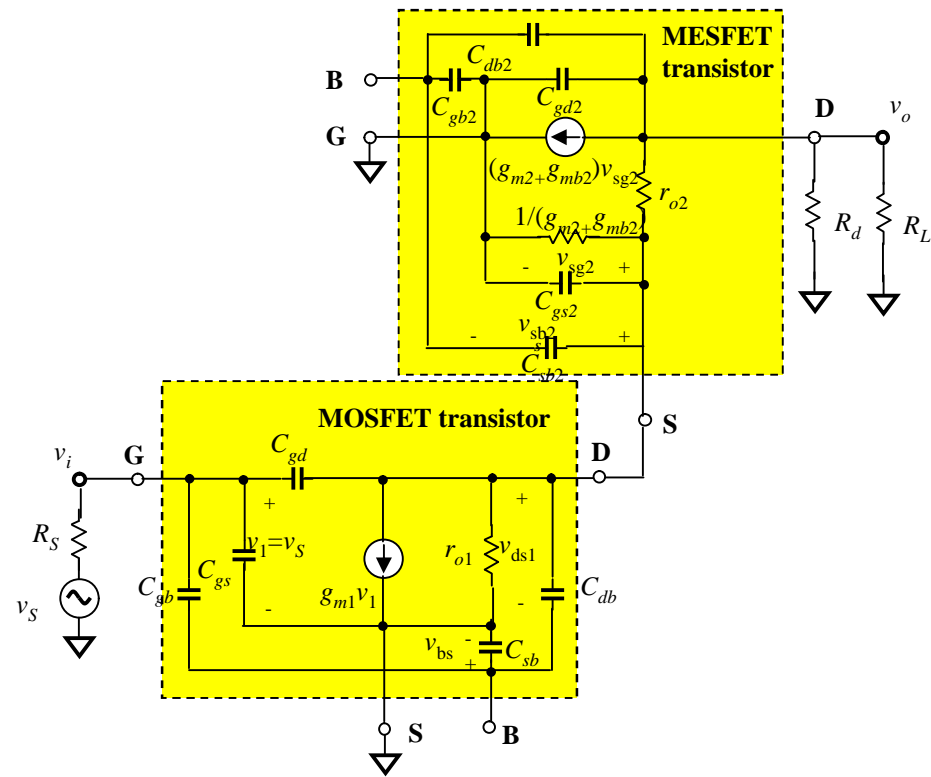 MESFET
transistor
C_db2
B
C_gb2
C_gd2
D
v_o
G
(g_m2+g_mb2)v_sg2
r_o2
1/(g_m2+g_mb2)
R_d
R_L
- v_sg2 +
C_gs2
- v_sb2 +
s
C_sb2
S
MOSFET transistor
v_i
G
C_gd
D
+
+
R_S
v_1=v_S
r_o1
v_ds1
C_gb
C_gs
g_m1v_1
C_db
v_S
-
-
v_bs
-
+
C_sb
S
B